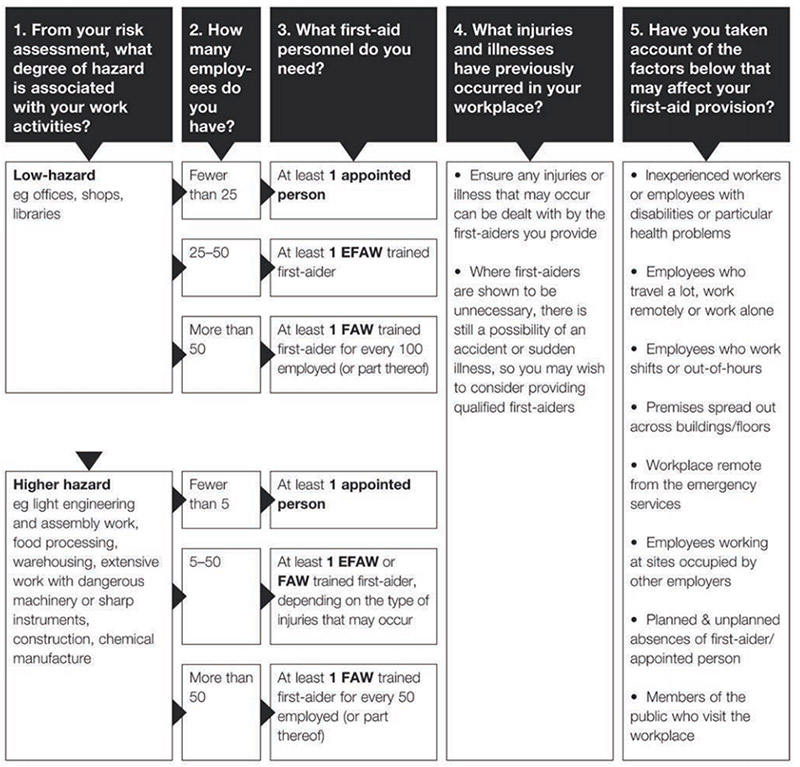 1. From your risk
assessment, what
degree of hazard
is associated
with your work
activities?
2. How
many
employ-
ees do
you
have?
3. What first-aid
personnel do you
need?
4. What injuries
and illnesses
have previously
occurred in your
workplace?
5. Have you taken
account of the
factors below that
may affect your
first-aid provision?
Low-hazard
eg offices, shops,
libraries
Fewer
than 25
At least 1 appointed
person
25–50
At least 1 EFAW trained
first-aider
More than
50
At least 1 FAW trained
first-aider for every 100
employed (or part thereof)
Higher hazard
eg light engineering
and assembly work,
food processing,
warehousing, extensive
work with dangerous
machinery or sharp
instruments,
construction, chemical
manufacture
Fewer
than 5
At least 1 appointed
person
5–50
At least 1 EFAW or
FAW trained first-aider,
depending on the type of
injuries that may occur
More than
50
At least 1 FAW trained
first-aider for every 50
employed (or part
thereof)
• Ensure any injuries or
illness that may occur
can be dealt with by the
first-aiders you provide
• Where first-aiders
are shown to be
unnecessary, there is
still a possibility of an
accident or sudden
illness, so you may wish
to consider providing
qualified first-aiders
• Inexperienced workers
or employees with
disabilities or particular
health problems
• Employees who
travel a lot, work
remotely or work alone
• Employees who work
shifts or out-of-hours
• Premises spread out
across buildings/floors
• Workplace remote
from the emergency
services
• Employees working
at sites occupied by
other employers
• Planned & unplanned
absences of first-aider/
appointed person
• Members of the
public who visit the
workplace